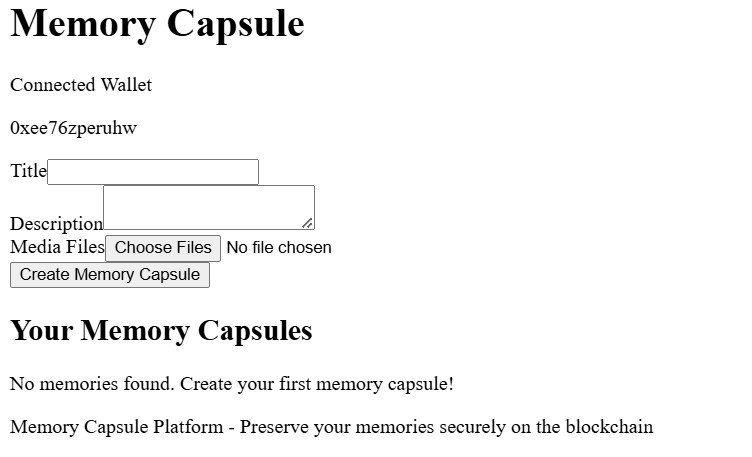 Memory Capsule
Connected Wallet
0xee76zperuhw
Title
Description
Media Files Choose Files No file chosen
Create Memory Capsule
Your Memory Capsules
No memories found. Create your first memory capsule!
Memory Capsule Platform - Preserve your memories securely on the blockchain